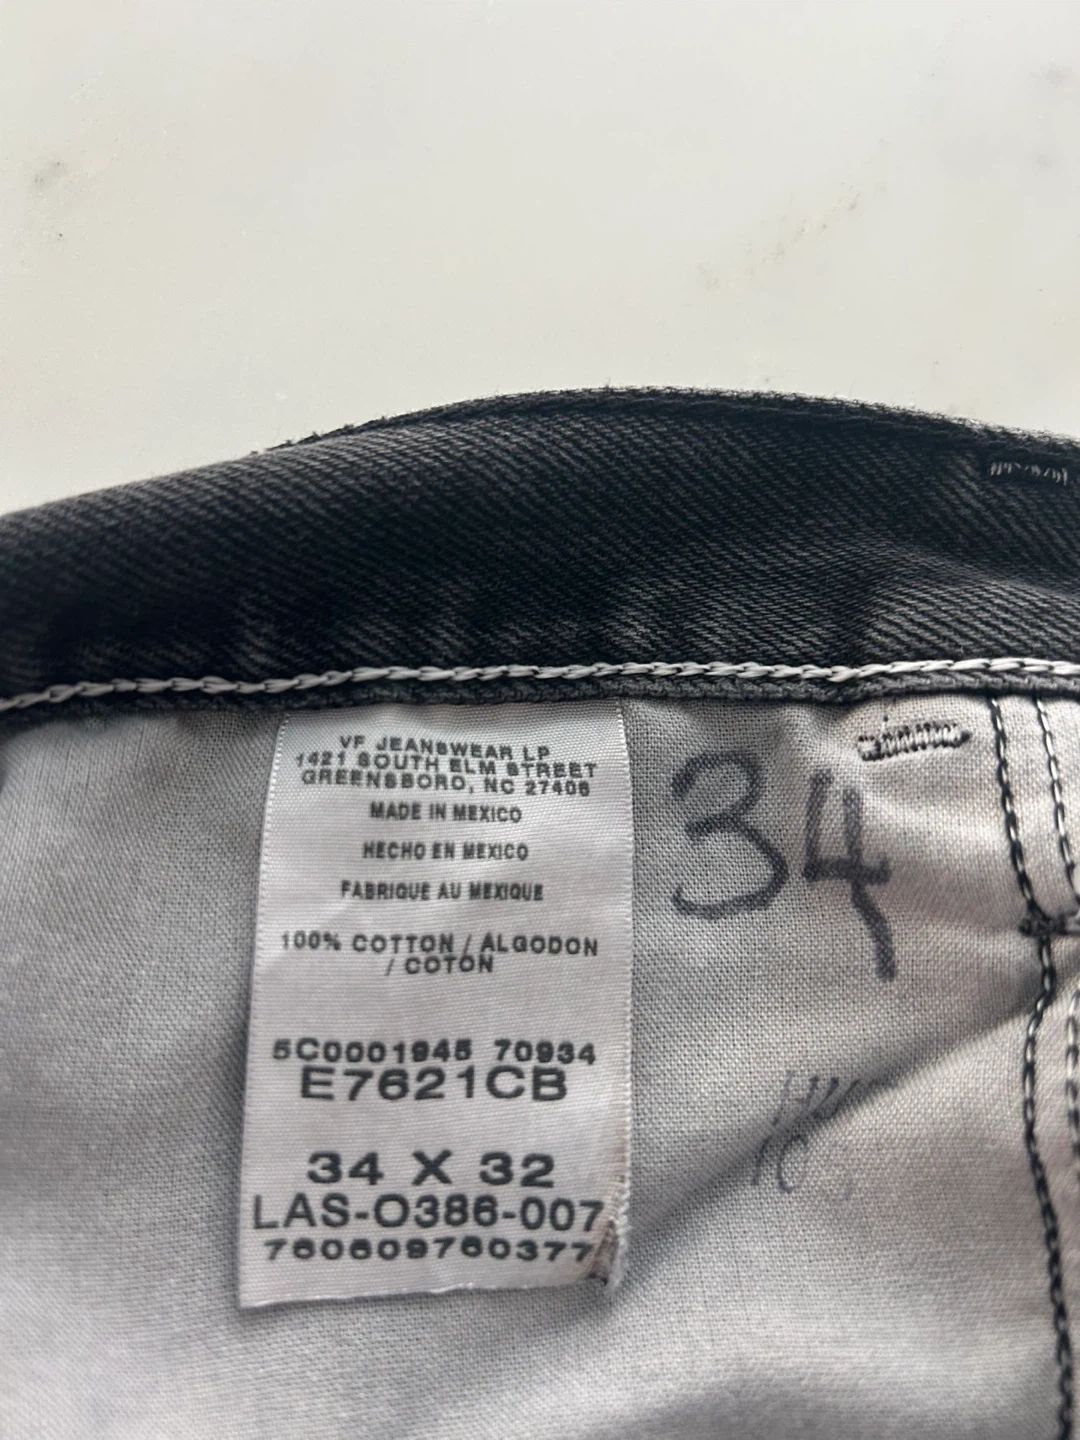 VF JEANSWEAR LP
1421 SOUTH ELM STREET
GREENSBORO, NC 27406
MADE IN MEXICO
HECHO EN MEXICO
FABRIQUE AU MEXIQUE
100% COTTON / ALGODON
/ COTON
5C0001945 70934
E7621CB
34 X 32
LAS-O386-007
760609760377
34